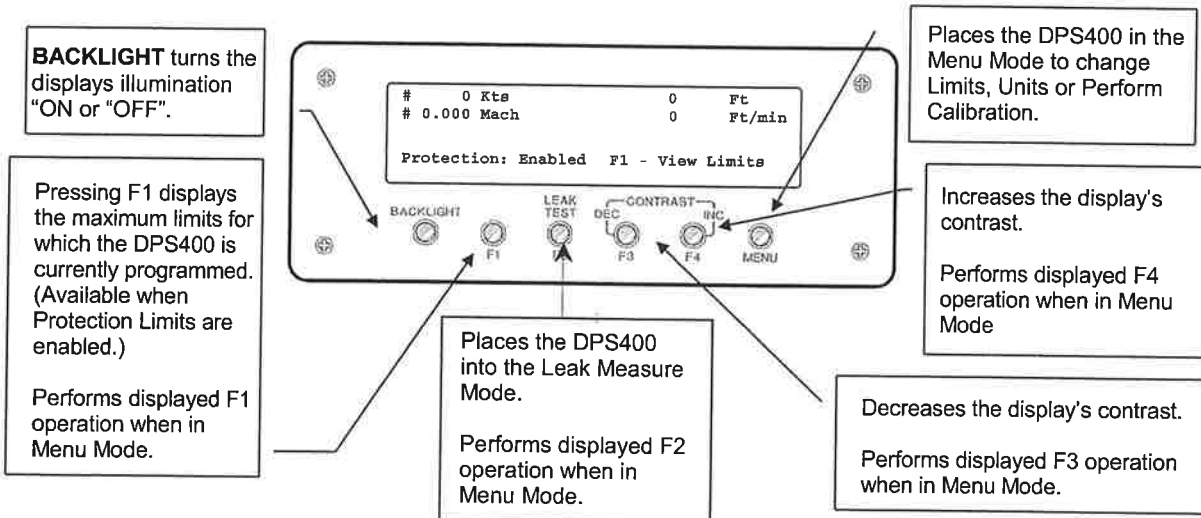 BACKLIGHT turns the
displays illumination
“ON or “OFF”.
Pressing F1 displays
the maximum limits for
which the DPS400 is
currently programmed.
(Available when
Protection Limits are
enabled.)
Performs displayed F1
operation when in
Menu Mode.
# 0 Kts 0 Ft
# 0.000 Mach 0 Ft/min
Protection: Enabled F1 - View Limits
BACKLIGHT
F1
LEAK
TEST
CONTRAST
DEC
INC
F3
F4
MENU
Places the DPS400
into the Leak Measure
Mode.
Performs displayed F2
operation when in
Menu Mode.
Places the DPS400 in the
Menu Mode to change
Limits, Units or Perform
Calibration.
Increases the display's
contrast.
Performs displayed F4
operation when in Menu
Mode
Decreases the display's contrast.
Performs displayed F3 operation
when in Menu Mode.